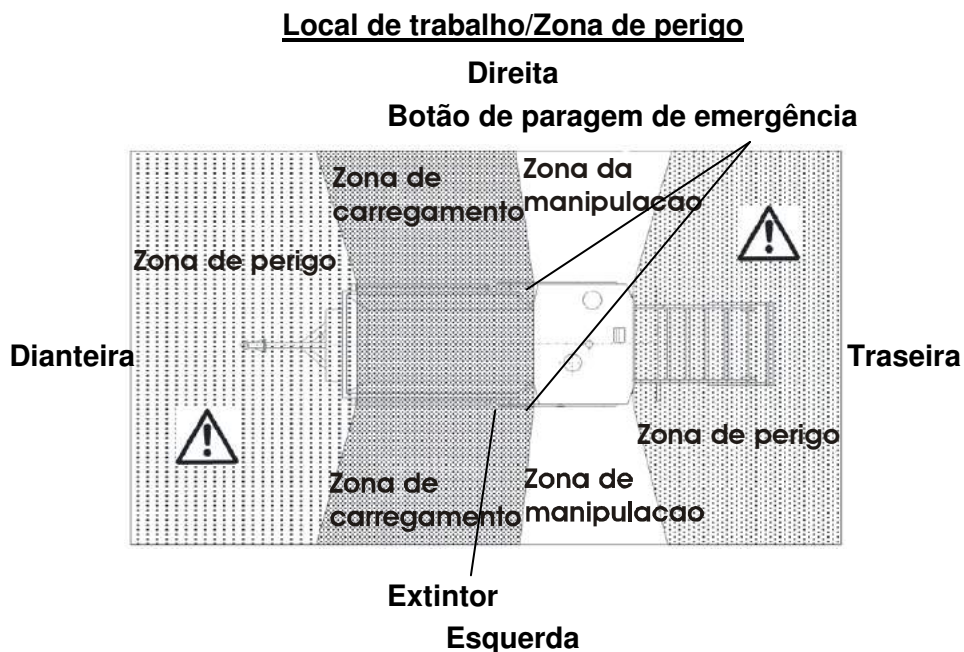 Local de trabalho/Zona de perigo
Direita
Botão de paragem de emergência
Zona de
carregamento
Zona da
manipulacao
Zona de perigo
Dianteira
Traseira
Zona de perigo
Zona de
carregamento
Zona de
manipulacao
Extintor
Esquerda